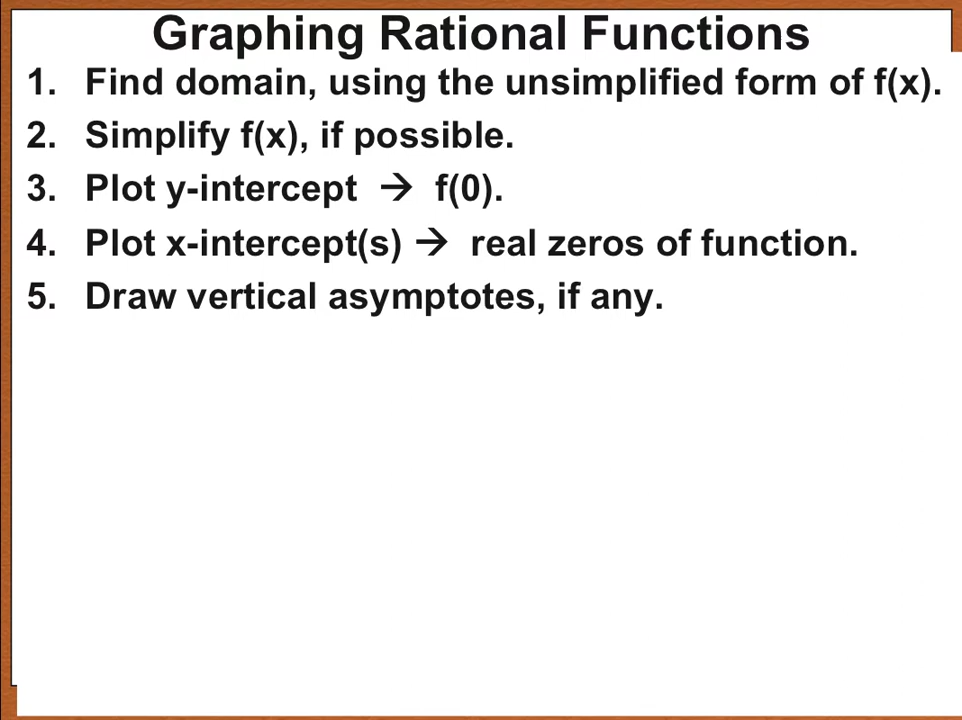 Graphing Rational Functions
1. Find domain, using the unsimplified form of f(x).
2. Simplify f(x), if possible.
3. Plot y-intercept → f(0).
4. Plot x-intercept(s) → real zeros of function.
5. Draw vertical asymptotes, if any.